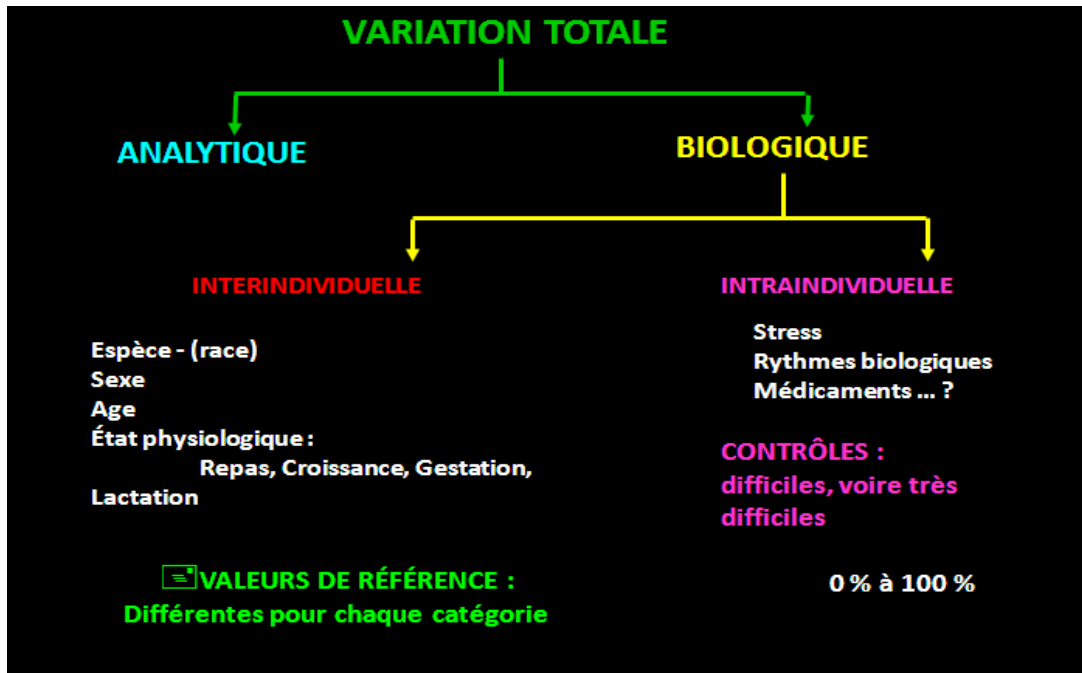 VARIATION TOTALE
ANALYTIQUE
BIOLOGIQUE
INTERINDIVIDUELLE
Espèce - (race)
Sexe
Age
État physiologique :
Repas, Croissance, Gestation,
Lactation
VALEURS DE RÉFÉRENCE :
Différentes pour chaque catégorie
INTRAINDIVIDUELLE
Stress
Rythmes biologiques
Médicaments ... ?
CONTRÔLES :
difficiles, voire très
difficiles
0 % à 100 %